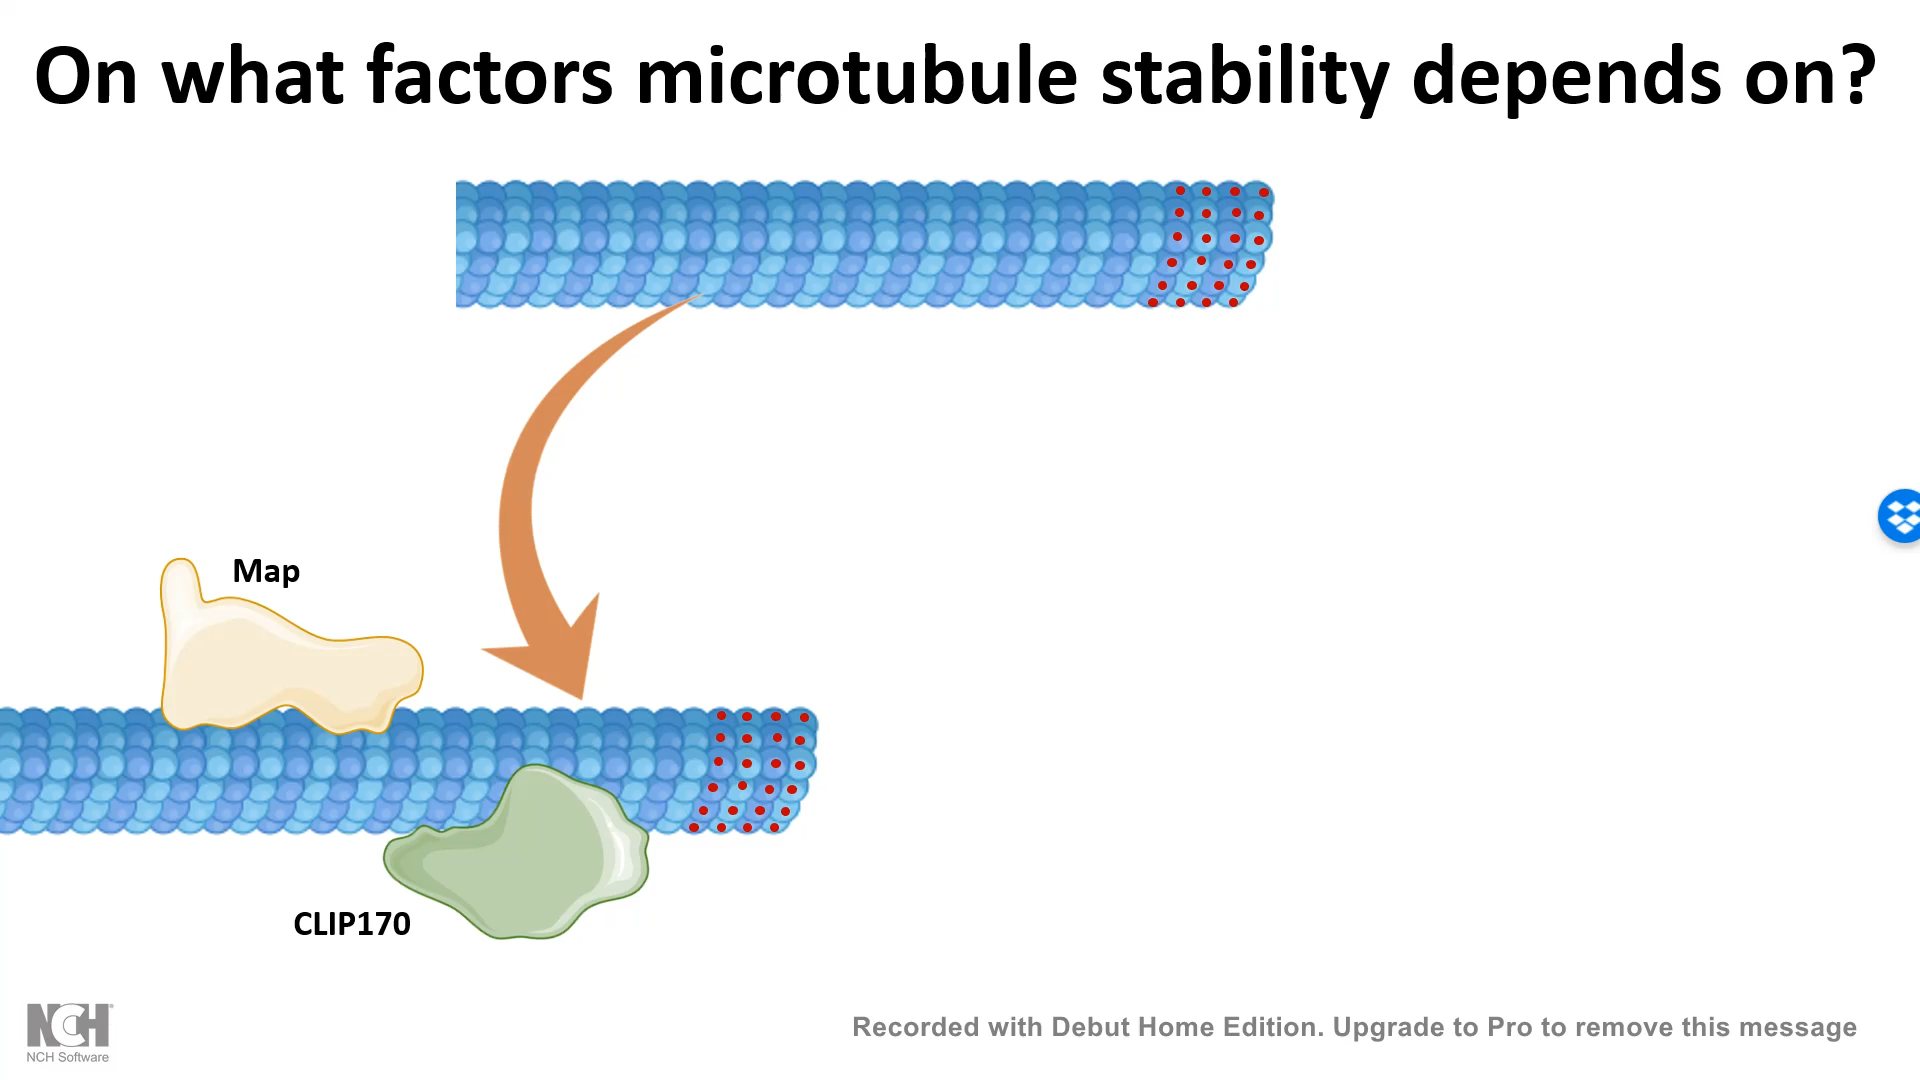 On what factors microtubule stability depends on?
Map
CLIP170
NCH
NCH Software
Recorded with Debut Home Edition. Upgrade to Pro to remove this message